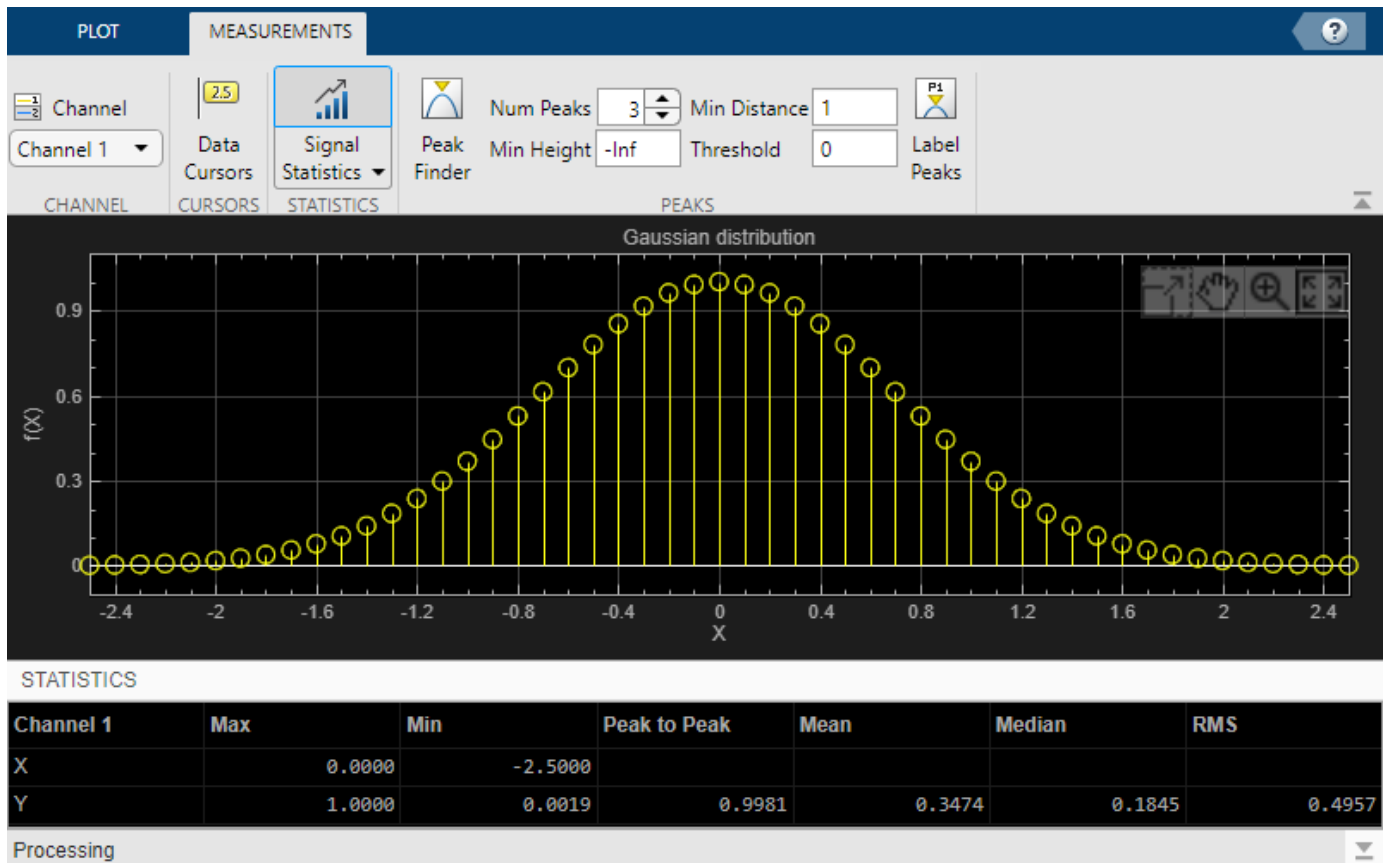 PLOT MEASUREMENTS ?
1
2 Channel
Channel 1
CHANNEL
2.5
Data
Cursors
CURSORS
Signal
Statistics
STATISTICS
Peak
Finder
Num Peaks 3 Min Distance 1
Min Height -Inf Threshold 0
P1
Label
Peaks
PEAKS
Gaussian distribution
0.9
0.6
0.3
0
f(X)
-2.4 -2 -1.6 -1.2 -0.8 -0.4 0 0.4 0.8 1.2 1.6 2 2.4
X
STATISTICS
Channel 1 Max Min Peak to Peak Mean Median RMS
X 0.0000 -2.5000
Y 1.0000 0.0019 0.9981 0.3474 0.1845 0.4957
Processing